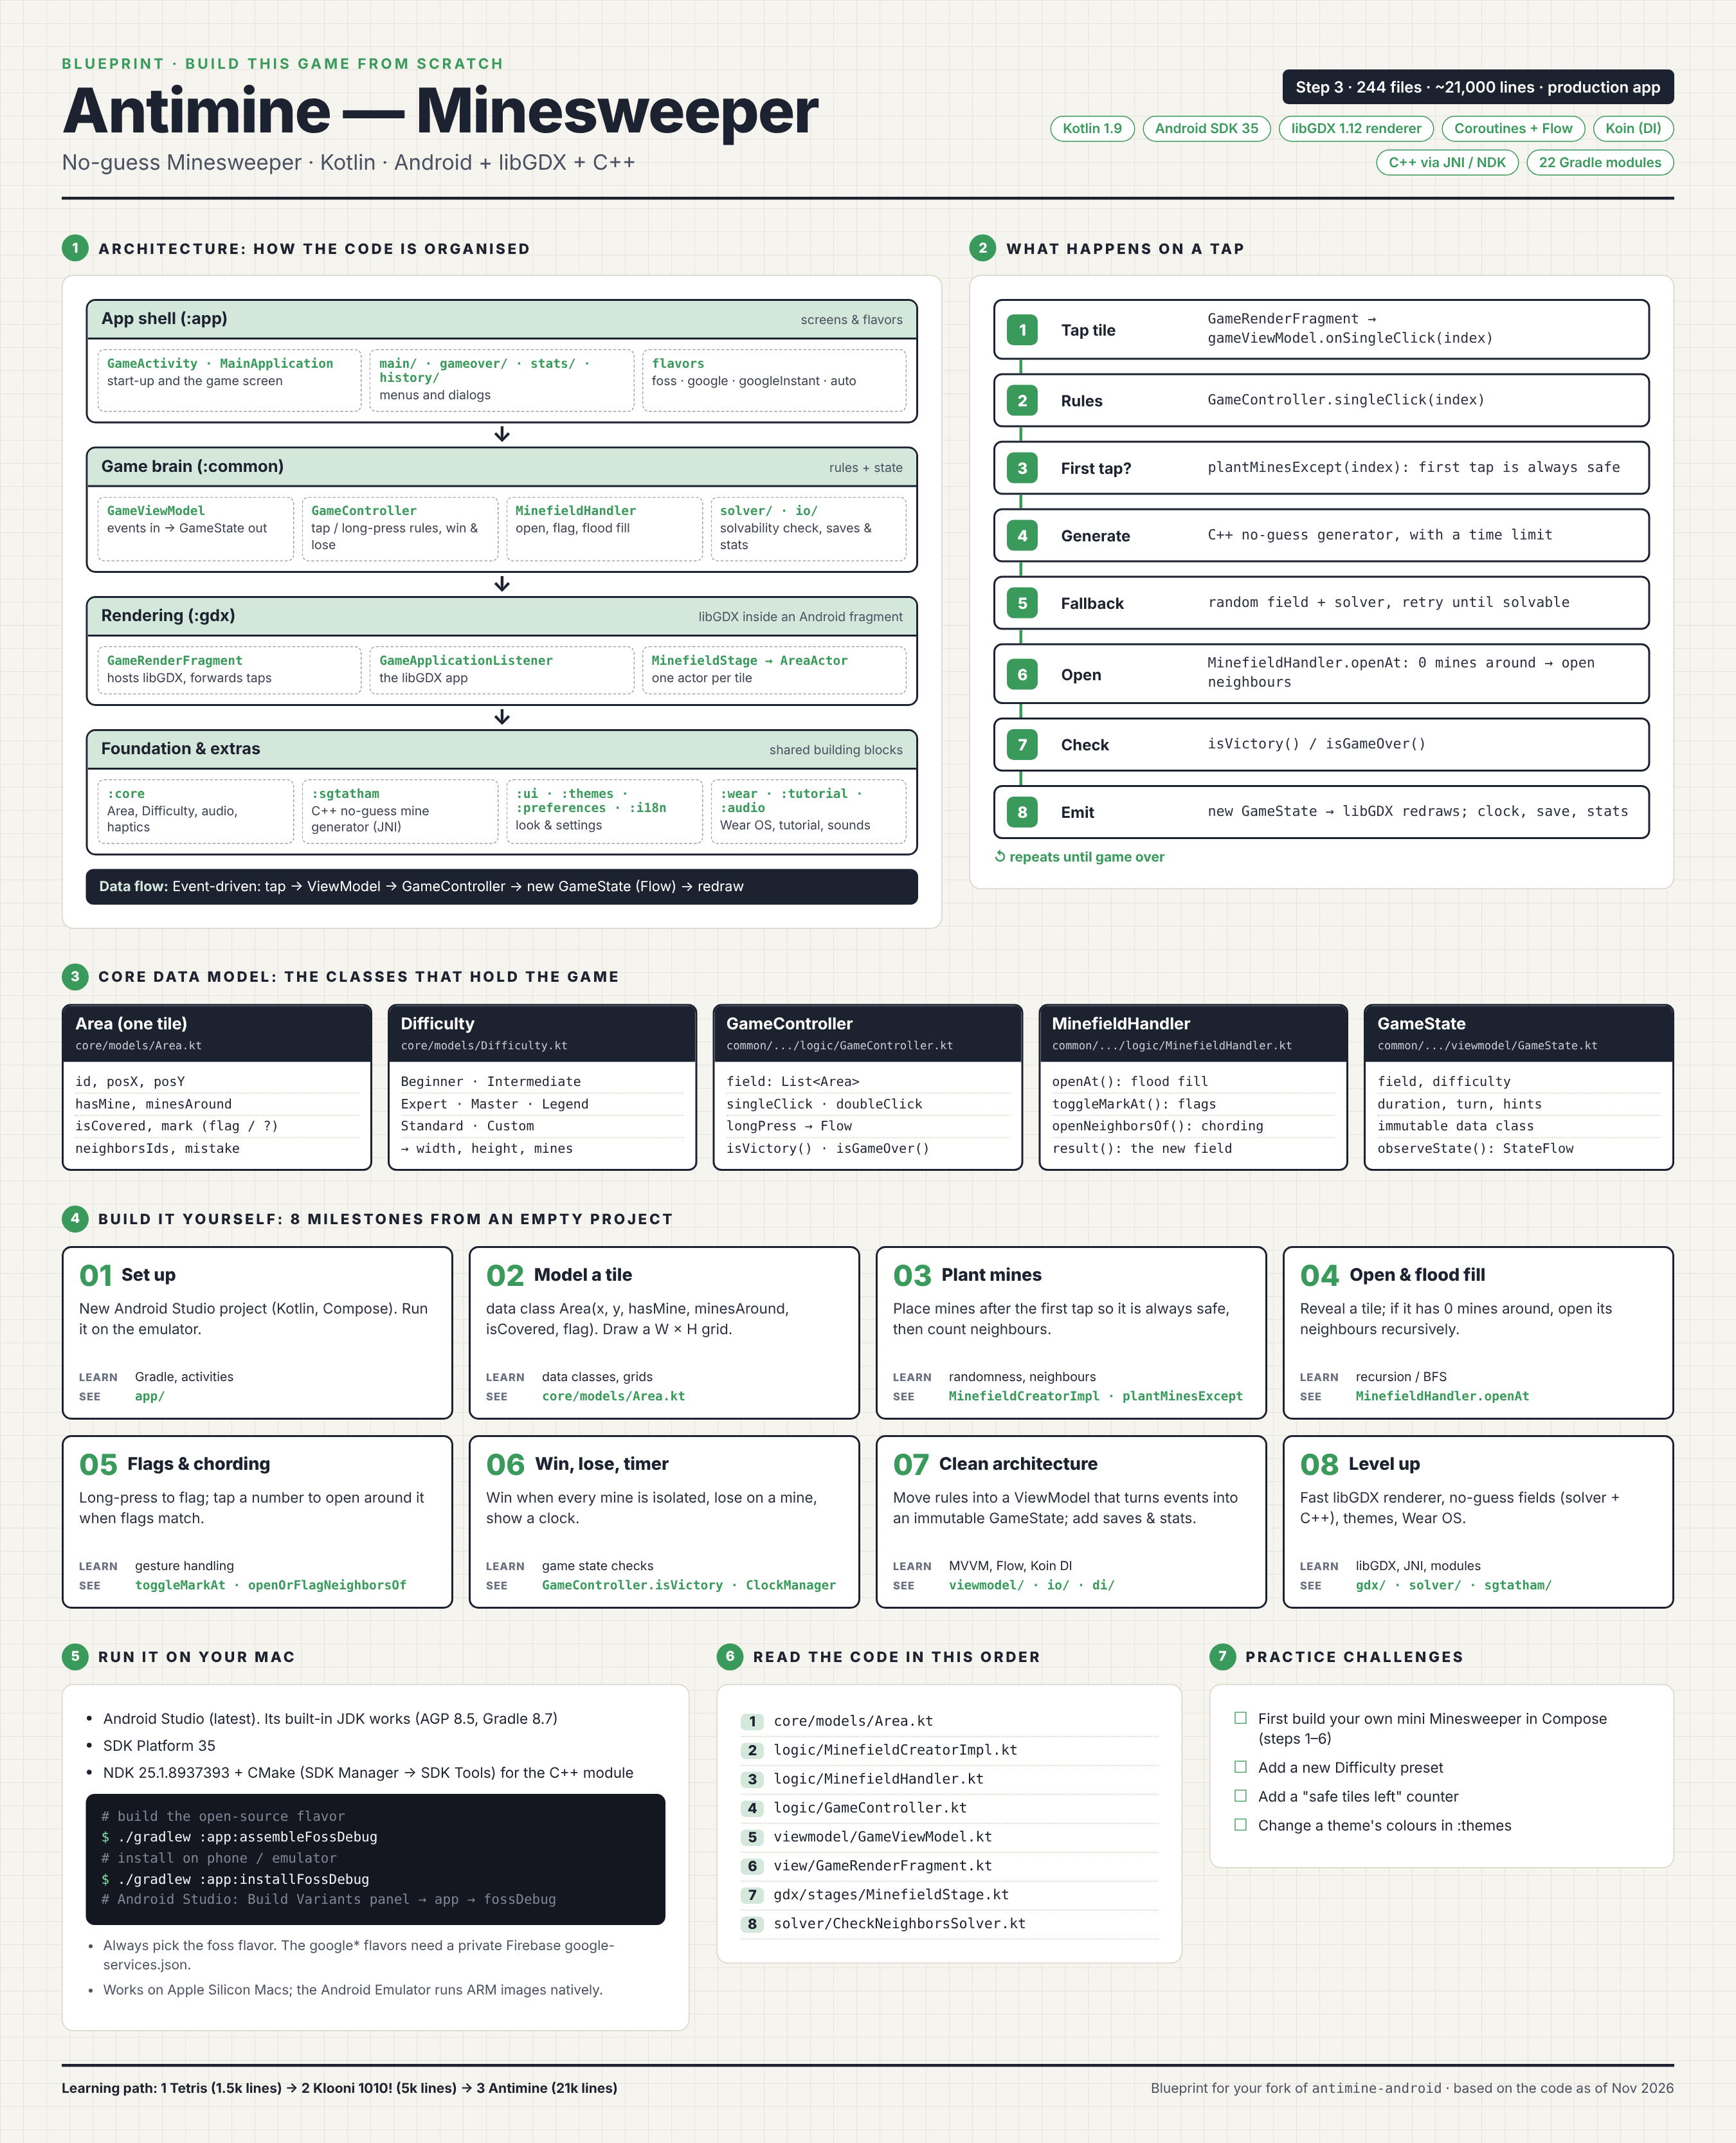 BLUEPRINT · BUILD THIS GAME FROM SCRATCH
Antimine — Minesweeper
No-guess Minesweeper · Kotlin · Android + libGDX + C++
Step 3 · 244 files · ~21,000 lines · production app
Kotlin 1.9
Android SDK 35
libGDX 1.12 renderer
Coroutines + Flow
Koin (DI)
C++ via JNI / NDK
22 Gradle modules
1 ARCHITECTURE: HOW THE CODE IS ORGANISED
App shell (:app)
screens & flavors
GameActivity · MainApplication
start-up and the game screen
main/ · gameover/ · stats/ ·
history/
menus and dialogs
flavors
foss · google · googleInstant · auto
↓
Game brain (:common)
rules + state
GameViewModel
events in → GameState out
GameController
tap / long-press rules, win &
lose
MinefieldHandler
open, flag, flood fill
solver/ · io/
solvability check, saves &
stats
↓
Rendering (:gdx)
libGDX inside an Android fragment
GameRenderFragment
hosts libGDX, forwards taps
GameApplicationListener
the libGDX app
MinefieldStage → AreaActor
one actor per tile
↓
Foundation & extras
shared building blocks
:core
Area, Difficulty, audio,
haptics
:sgtatham
C++ no-guess mine
generator (JNI)
:ui · :themes ·
:preferences · :i18n
look & settings
:wear · :tutorial ·
:audio
Wear OS, tutorial, sounds
Data flow: Event-driven: tap → ViewModel → GameController → new GameState (Flow) → redraw
2 WHAT HAPPENS ON A TAP
1 Tap tile
GameRenderFragment →
gameViewModel.onSingleClick(index)
2 Rules
GameController.singleClick(index)
3 First tap?
plantMinesExcept(index): first tap is always safe
4 Generate
C++ no-guess generator, with a time limit
5 Fallback
random field + solver, retry until solvable
6 Open
MinefieldHandler.openAt: 0 mines around → open
neighbours
7 Check
isVictory() / isGameOver()
8 Emit
new GameState → libGDX redraws; clock, save, stats
↺ repeats until game over
3 CORE DATA MODEL: THE CLASSES THAT HOLD THE GAME
Area (one tile)
core/models/Area.kt
id, posX, posY
hasMine, minesAround
isCovered, mark (flag / ?)
neighborsIds, mistake
Difficulty
core/models/Difficulty.kt
Beginner · Intermediate
Expert · Master · Legend
Standard · Custom
→ width, height, mines
GameController
common/.../logic/GameController.kt
field: List<Area>
singleClick · doubleClick
longPress → Flow
isVictory() · isGameOver()
MinefieldHandler
common/.../logic/MinefieldHandler.kt
openAt(): flood fill
toggleMarkAt(): flags
openNeighborsOf(): chording
result(): the new field
GameState
common/.../viewmodel/GameState.kt
field, difficulty
duration, turn, hints
immutable data class
observeState(): StateFlow
4 BUILD IT YOURSELF: 8 MILESTONES FROM AN EMPTY PROJECT
01 Set up
New Android Studio project (Kotlin, Compose). Run
it on the emulator.
LEARN Gradle, activities
SEE app/
02 Model a tile
data class Area(x, y, hasMine, minesAround,
isCovered, flag). Draw a W × H grid.
LEARN data classes, grids
SEE core/models/Area.kt
03 Plant mines
Place mines after the first tap so it is always safe,
then count neighbours.
LEARN randomness, neighbours
SEE MinefieldCreatorImpl · plantMinesExcept
04 Open & flood fill
Reveal a tile; if it has 0 mines around, open its
neighbours recursively.
LEARN recursion / BFS
SEE MinefieldHandler.openAt
05 Flags & chording
Long-press to flag; tap a number to open around it
when flags match.
LEARN gesture handling
SEE toggleMarkAt · openOrFlagNeighborsOf
06 Win, lose, timer
Win when every mine is isolated, lose on a mine,
show a clock.
LEARN game state checks
SEE GameController.isVictory · ClockManager
07 Clean architecture
Move rules into a ViewModel that turns events into
an immutable GameState; add saves & stats.
LEARN MVVM, Flow, Koin DI
SEE viewmodel/ · io/ · di/
08 Level up
Fast libGDX renderer, no-guess fields (solver +
C++), themes, Wear OS.
LEARN libGDX, JNI, modules
SEE gdx/ · solver/ · sgtatham/
5 RUN IT ON YOUR MAC
• Android Studio (latest). Its built-in JDK works (AGP 8.5, Gradle 8.7)
• SDK Platform 35
• NDK 25.1.8937393 + CMake (SDK Manager → SDK Tools) for the C++ module
# build the open-source flavor
$ ./gradlew :app:assembleFossDebug
# install on phone / emulator
$ ./gradlew :app:installFossDebug
# Android Studio: Build Variants panel → app → fossDebug
• Always pick the foss flavor. The google* flavors need a private Firebase google-
services.json.
• Works on Apple Silicon Macs; the Android Emulator runs ARM images natively.
6 READ THE CODE IN THIS ORDER
1 core/models/Area.kt
2 logic/MinefieldCreatorImpl.kt
3 logic/MinefieldHandler.kt
4 logic/GameController.kt
5 viewmodel/GameViewModel.kt
6 view/GameRenderFragment.kt
7 gdx/stages/MinefieldStage.kt
8 solver/CheckNeighborsSolver.kt
7 PRACTICE CHALLENGES
☐ First build your own mini Minesweeper in Compose
(steps 1–6)
☐ Add a new Difficulty preset
☐ Add a "safe tiles left" counter
☐ Change a theme's colours in :themes
Learning path: 1 Tetris (1.5k lines) → 2 Klooni 1010! (5k lines) → 3 Antimine (21k lines)
Blueprint for your fork of antimine-android · based on the code as of Nov 2026